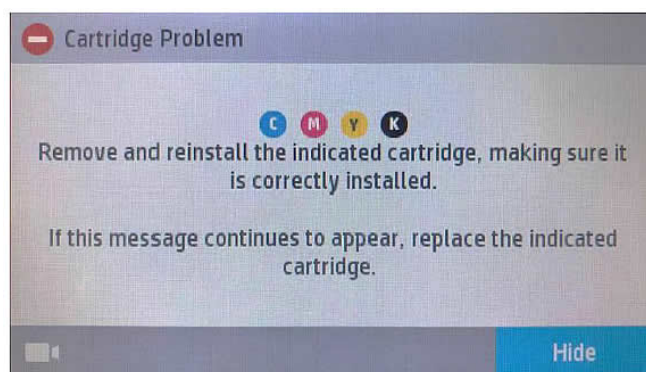 Cartridge Problem
C M Y K
Remove and reinstall the indicated cartridge, making sure it
is correctly installed.
If this message continues to appear, replace the indicated
cartridge.
Hide